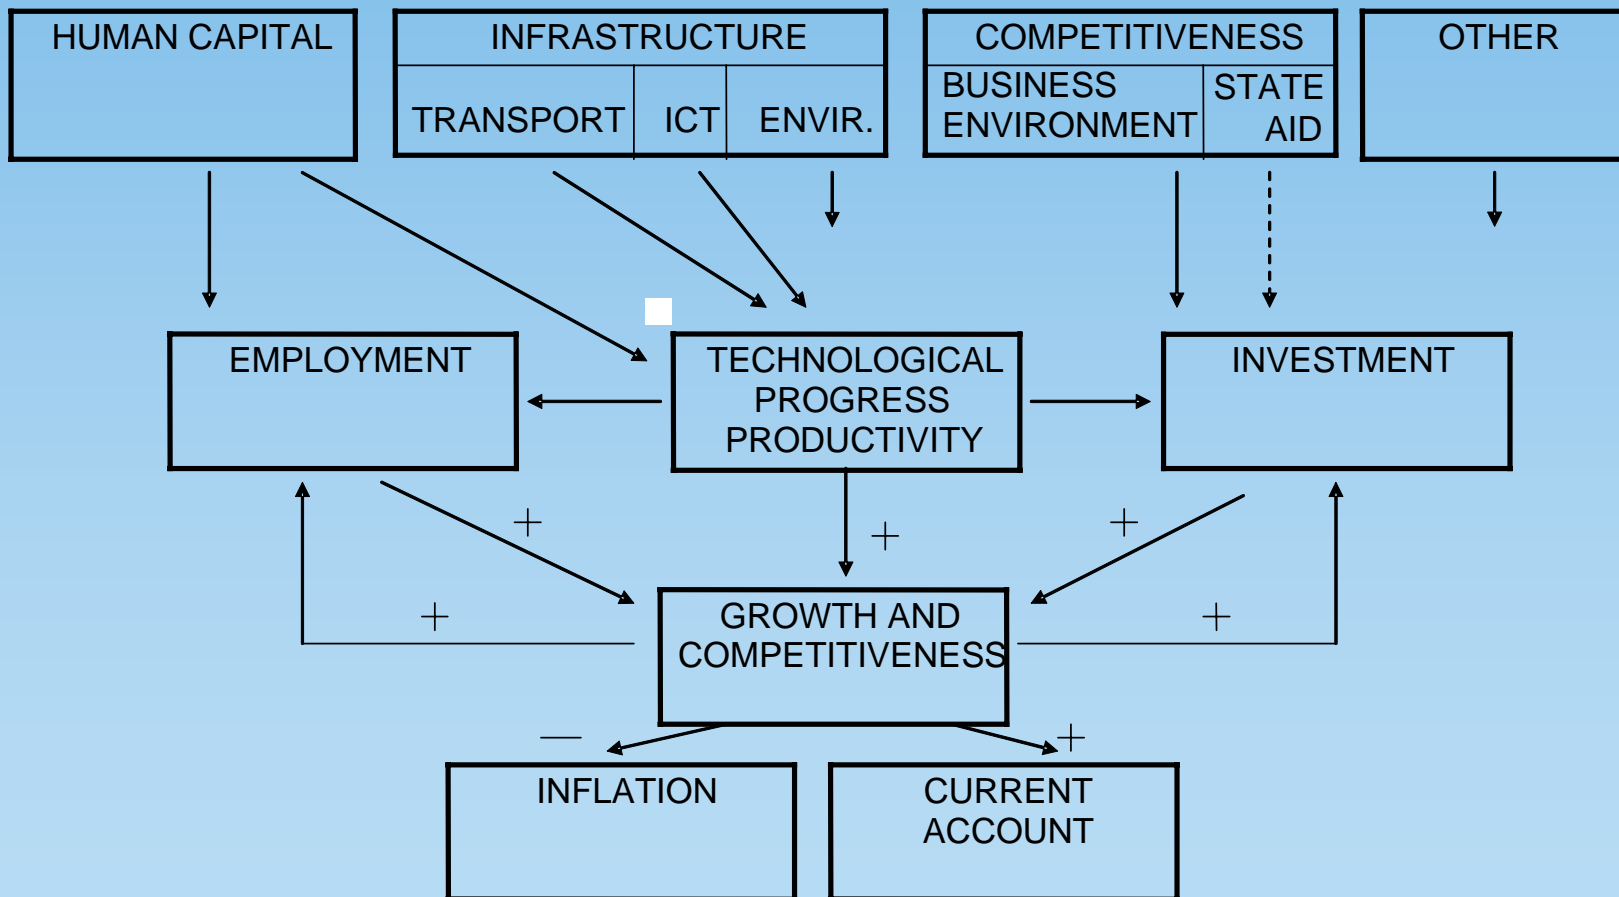 HUMAN CAPITAL
INFRASTRUCTURE
TRANSPORT
ICT
ENVIR.
COMPETITIVENESS
BUSINESS
ENVIRONMENT
STATE
AID
OTHER
EMPLOYMENT
TECHNOLOGICAL
PROGRESS
PRODUCTIVITY
INVESTMENT
+
+
+
GROWTH AND
COMPETITIVENESS
+
+
—
+
INFLATION
CURRENT
ACCOUNT